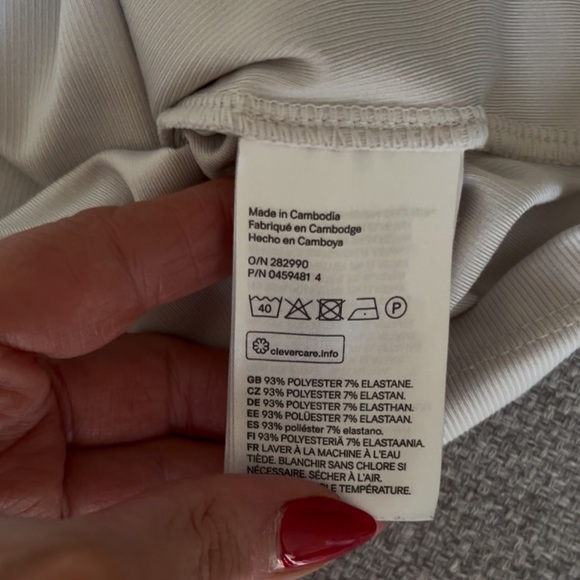 Made in Cambodia
Fabriqué en Cambodge
Hecho en Camboya
O/N 282990
P/N 0459481 4
40 P
clevercare.info
GB 93% POLYESTER 7% ELASTANE.
CZ 93% POLYESTER 7% ELASTAN.
DE 93% POLYESTER 7% ELASTHAN.
EE 93% POLÜESTER 7% ELASTAAN.
ES 93% poliéster 7% elastano.
FI 93% POLYESTERIÄ 7% ELASTAANIA.
FR LAVER À LA MACHINE À L'EAU
TIÈDE. BLANCHIR SANS CHLORE SI
NÉCESSAIRE. SÉCHER À L'AIR.
TEMPÉRATURE.